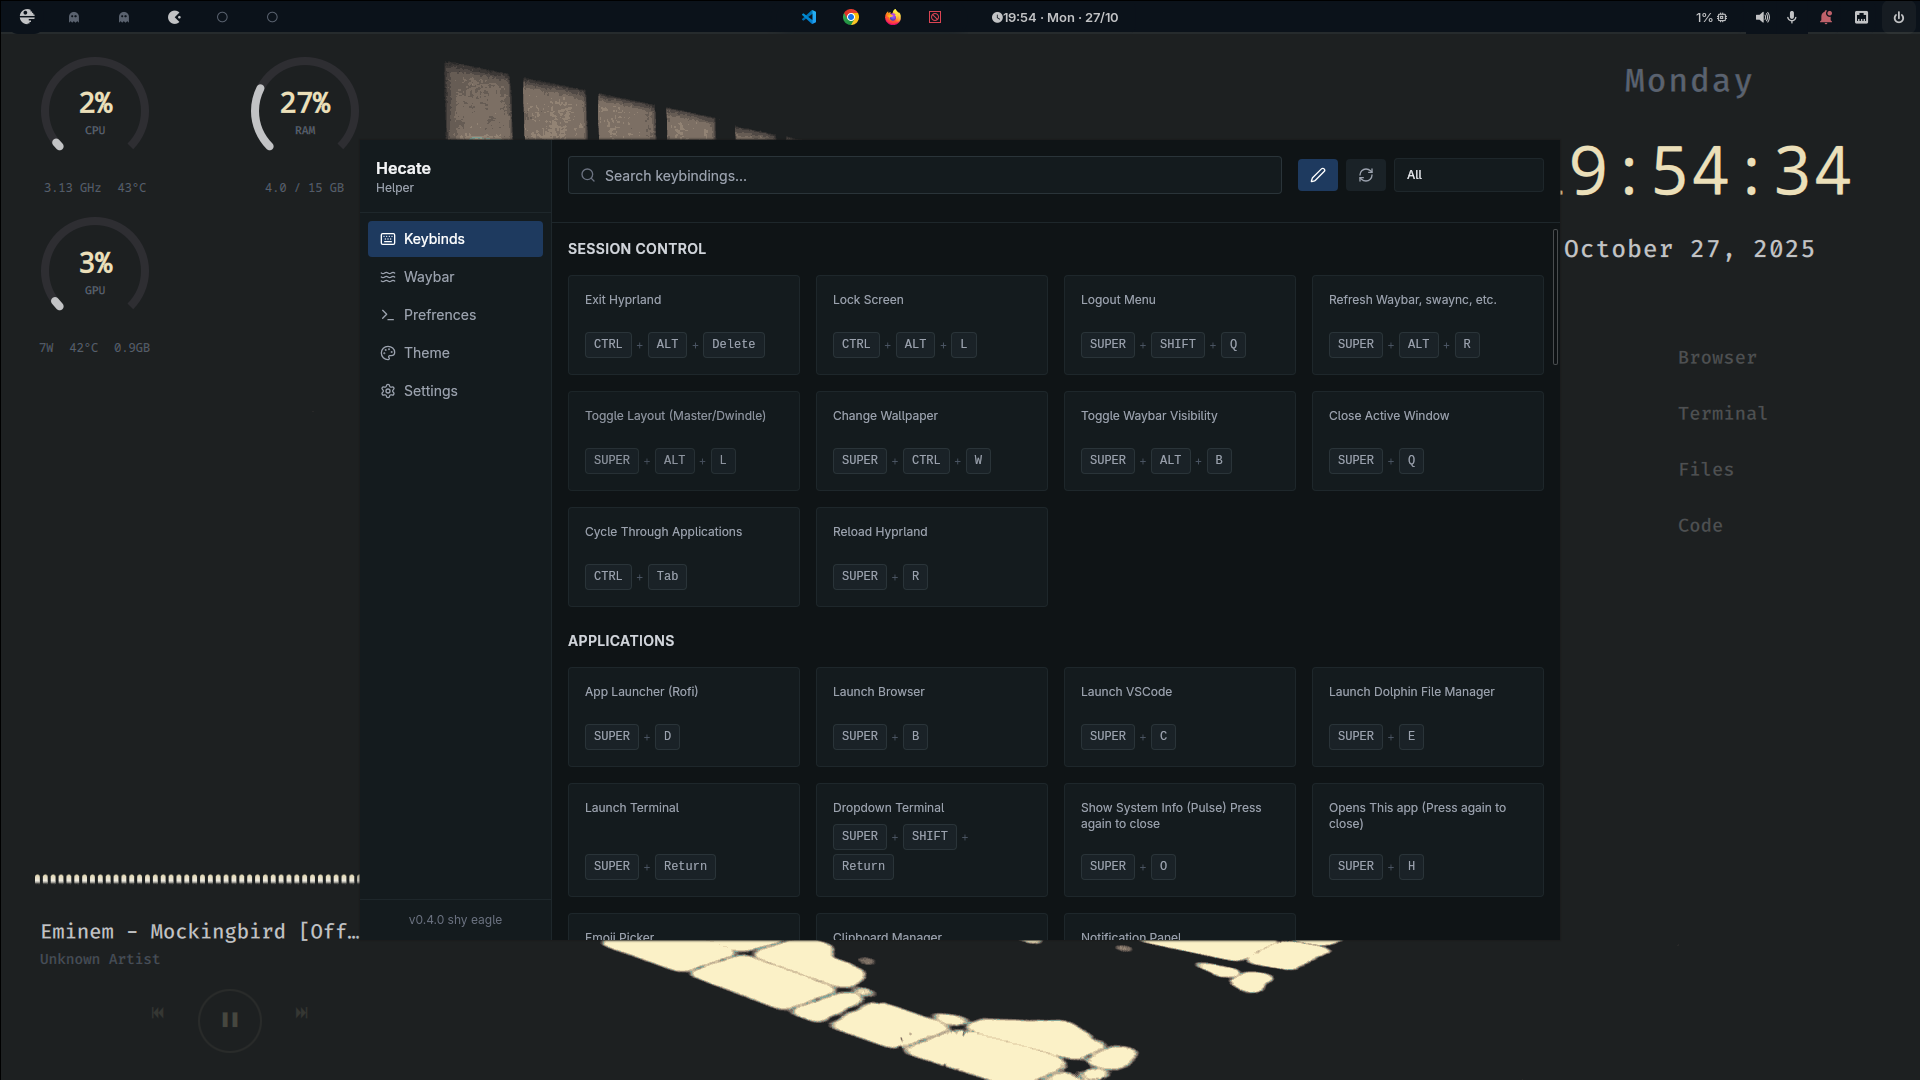 19:54 · Mon · 27/10
1%
2%
CPU
3.13 GHz 43°C
27%
RAM
4.0 / 15 GB
3%
GPU
7W 42°C 0.9GB
Monday
9:54:34
October 27, 2025
Browser
Terminal
Files
Code
Hecate
Helper
Keybinds
Waybar
Prefrences
Theme
Settings
v0.4.0 shy eagle
Search keybindings...
All
SESSION CONTROL
Exit Hyprland
CTRL + ALT + Delete
Lock Screen
CTRL + ALT + L
Logout Menu
SUPER + SHIFT + Q
Refresh Waybar, swaync, etc.
SUPER + ALT + R
Toggle Layout (Master/Dwindle)
SUPER + ALT + L
Change Wallpaper
SUPER + CTRL + W
Toggle Waybar Visibility
SUPER + ALT + B
Close Active Window
SUPER + Q
Cycle Through Applications
CTRL + Tab
Reload Hyprland
SUPER + R
APPLICATIONS
App Launcher (Rofi)
SUPER + D
Launch Browser
SUPER + B
Launch VSCode
SUPER + C
Launch Dolphin File Manager
SUPER + E
Launch Terminal
SUPER + Return
Dropdown Terminal
SUPER + SHIFT +
Return
Show System Info (Pulse) Press
again to close
SUPER + O
Opens This app (Press again to
close)
SUPER + H
Emoji Picker
Clipboard Manager
Notification Panel
Eminem - Mockingbird [Off…
Unknown Artist